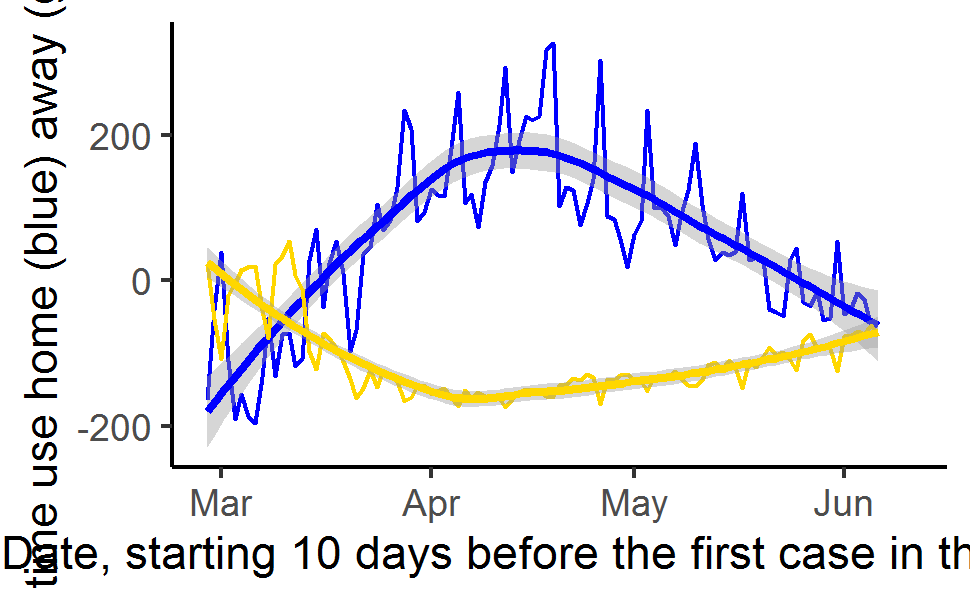 time use home (blue) away (
200
0
-200
Mar Apr May Jun
Date, starting 10 days before the first case in th